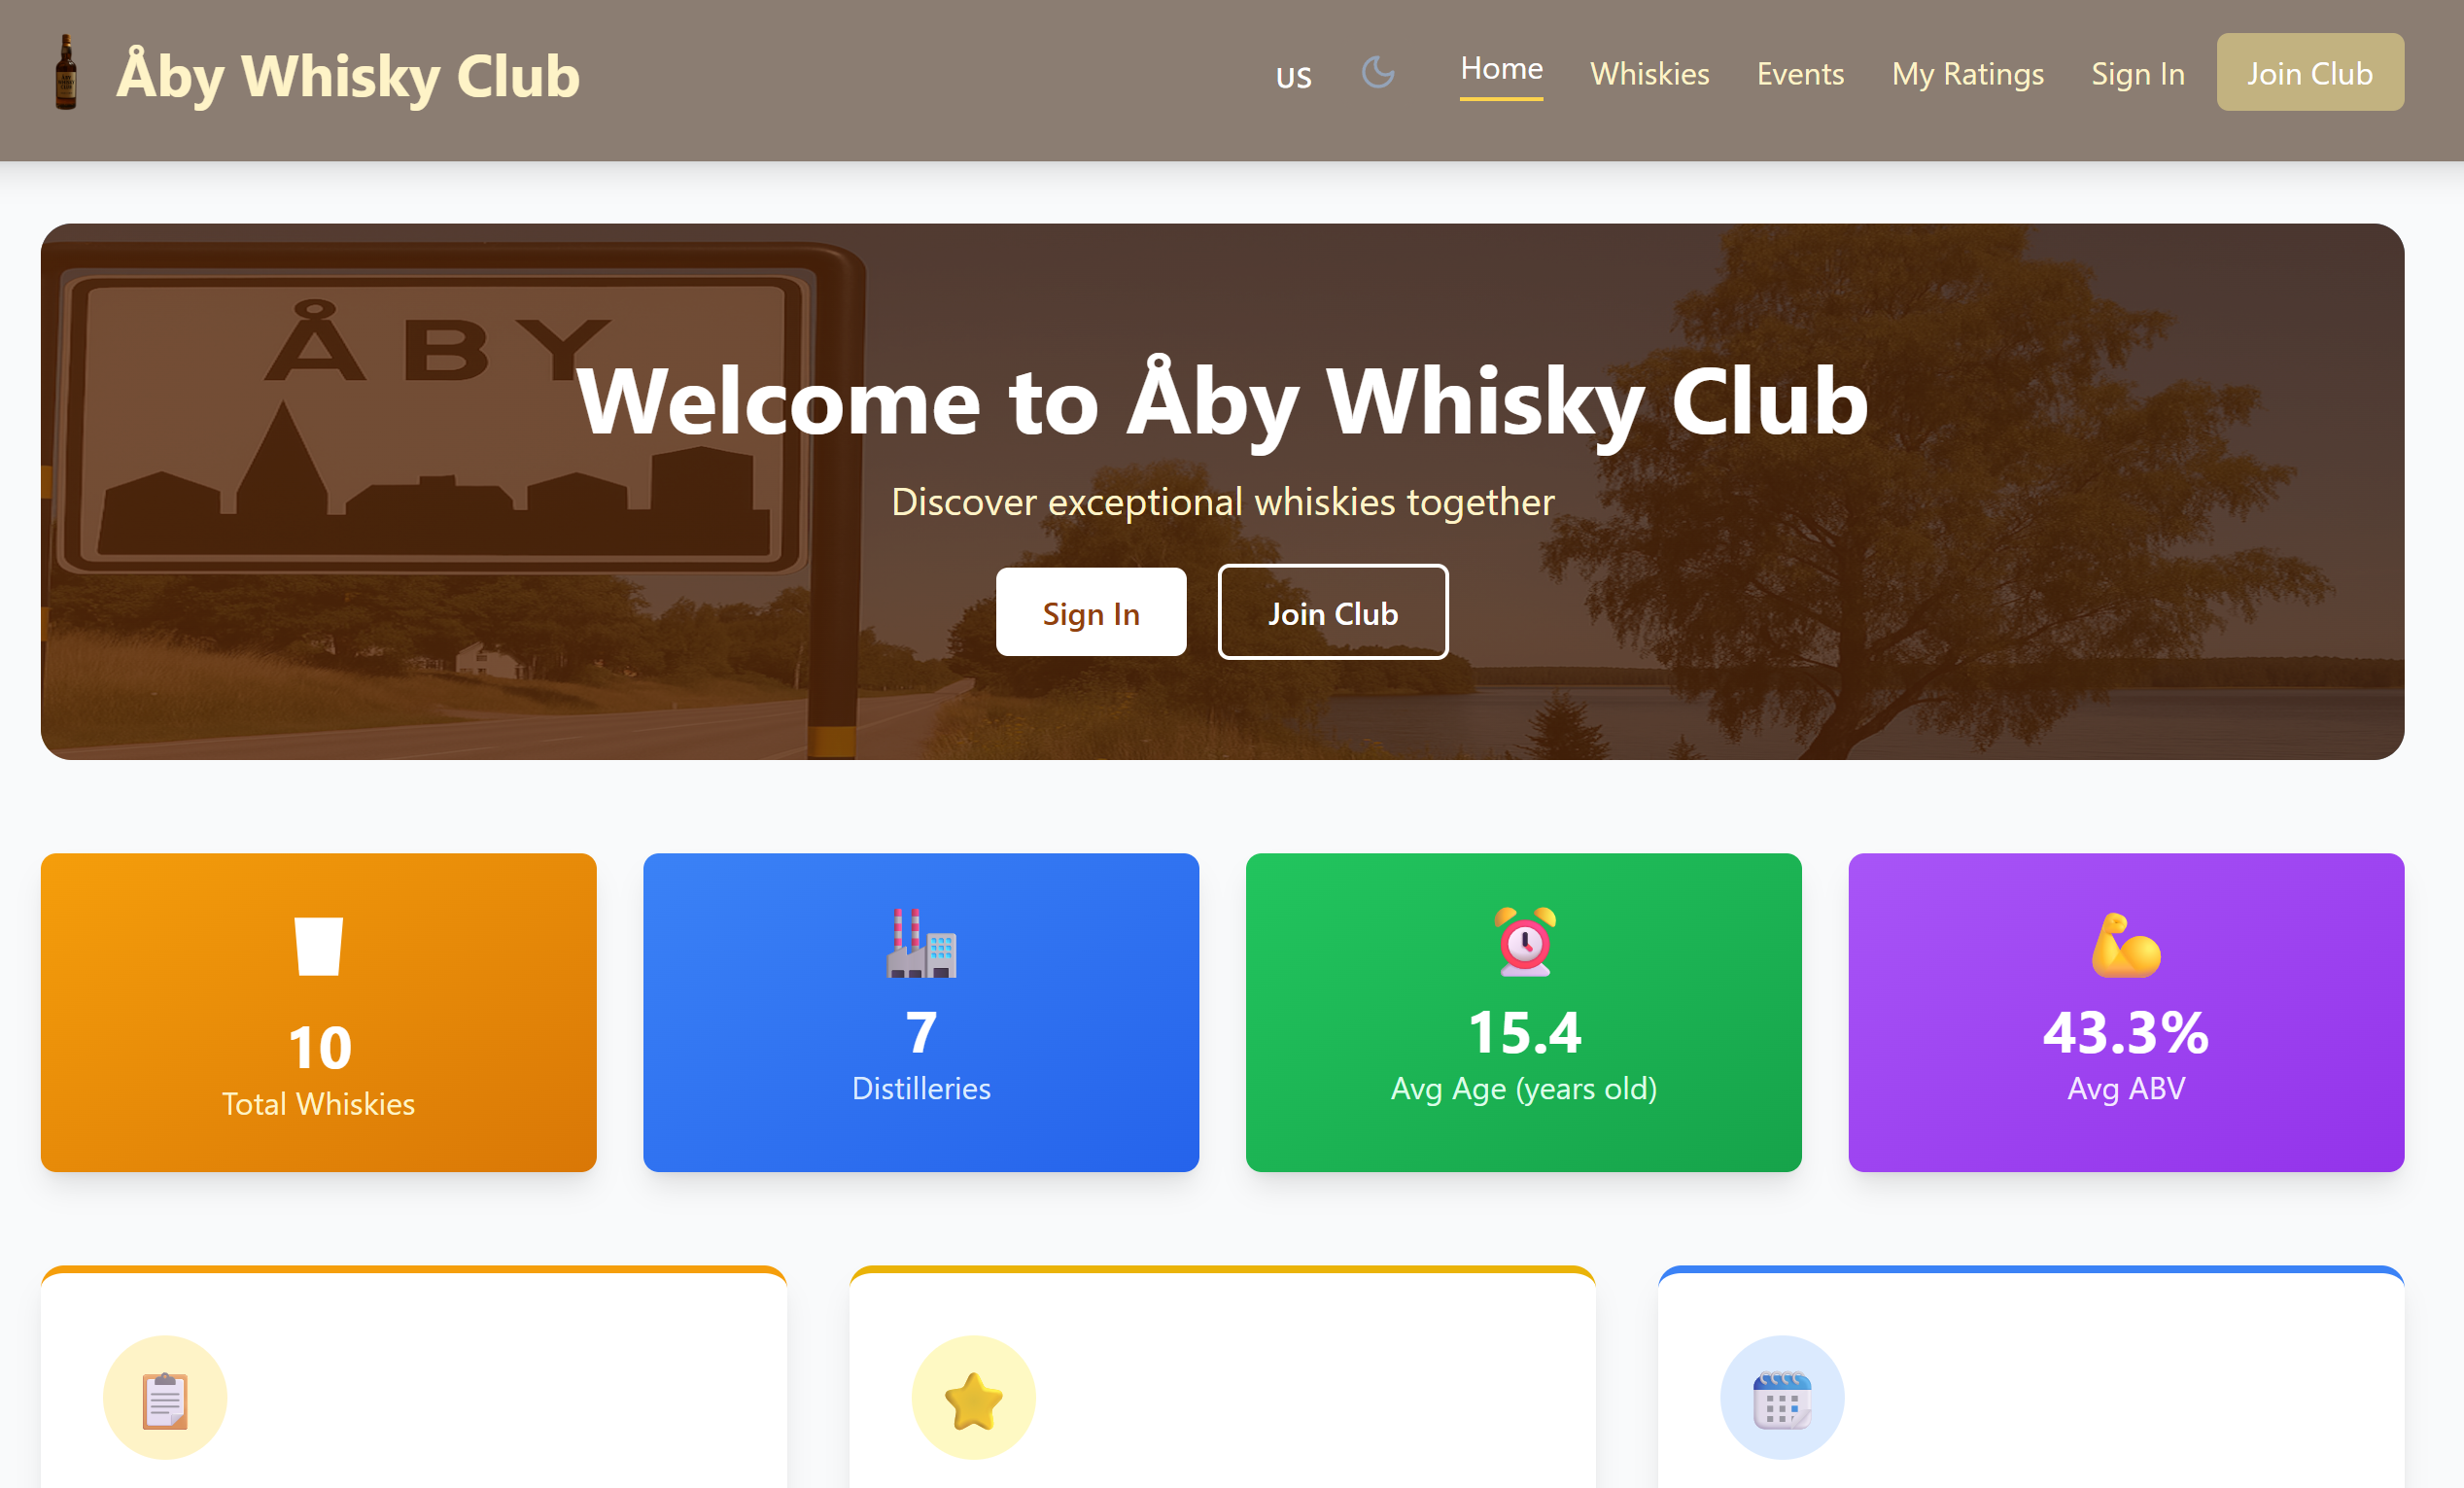 Åby Whisky Club
US
Home
Whiskies
Events
My Ratings
Sign In
Join Club
ÅBY
Welcome to Åby Whisky Club
Discover exceptional whiskies together
Sign In
Join Club
10
Total Whiskies
7
Distilleries
15.4
Avg Age (years old)
43.3%
Avg ABV